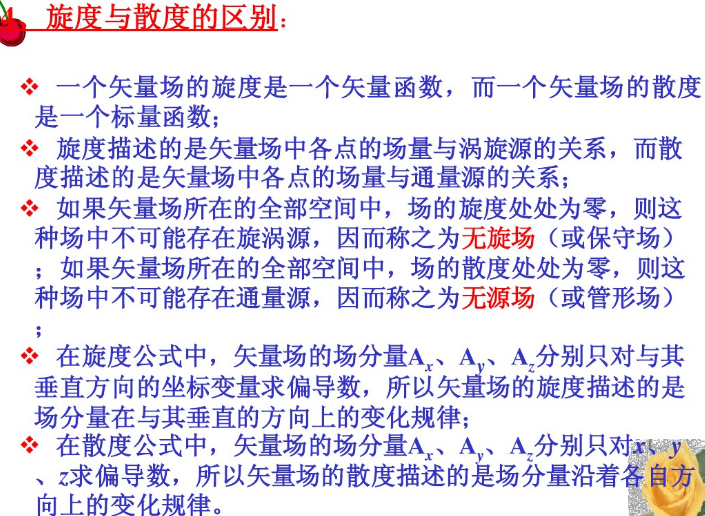 旋度与散度的区别：
❖ 一个矢量场的旋度是一个矢量函数，而一个矢量场的散度
是一个标量函数；
❖ 旋度描述的是矢量场中各点的场量与涡旋源的关系，而散
度描述的是矢量场中各点的场量与通量源的关系；
❖ 如果矢量场所在的全部空间中，场的旋度处处为零，则这
种场中不可能存在旋涡源，因而称之为无旋场（或保守场）
；如果矢量场所在的全部空间中，场的散度处处为零，则这
种场中不可能存在通量源，因而称之为无源场（或管形场）
；
❖ 在旋度公式中，矢量场的场分量Ax、Ay、Az分别只对与其
垂直方向的坐标变量求偏导数，所以矢量场的旋度描述的是
场分量在与其垂直的方向上的变化规律；
❖ 在散度公式中，矢量场的场分量Ax、Ay、Az分别只对x、y
、z求偏导数，所以矢量场的散度描述的是场分量沿着各自方
向上的变化规律。